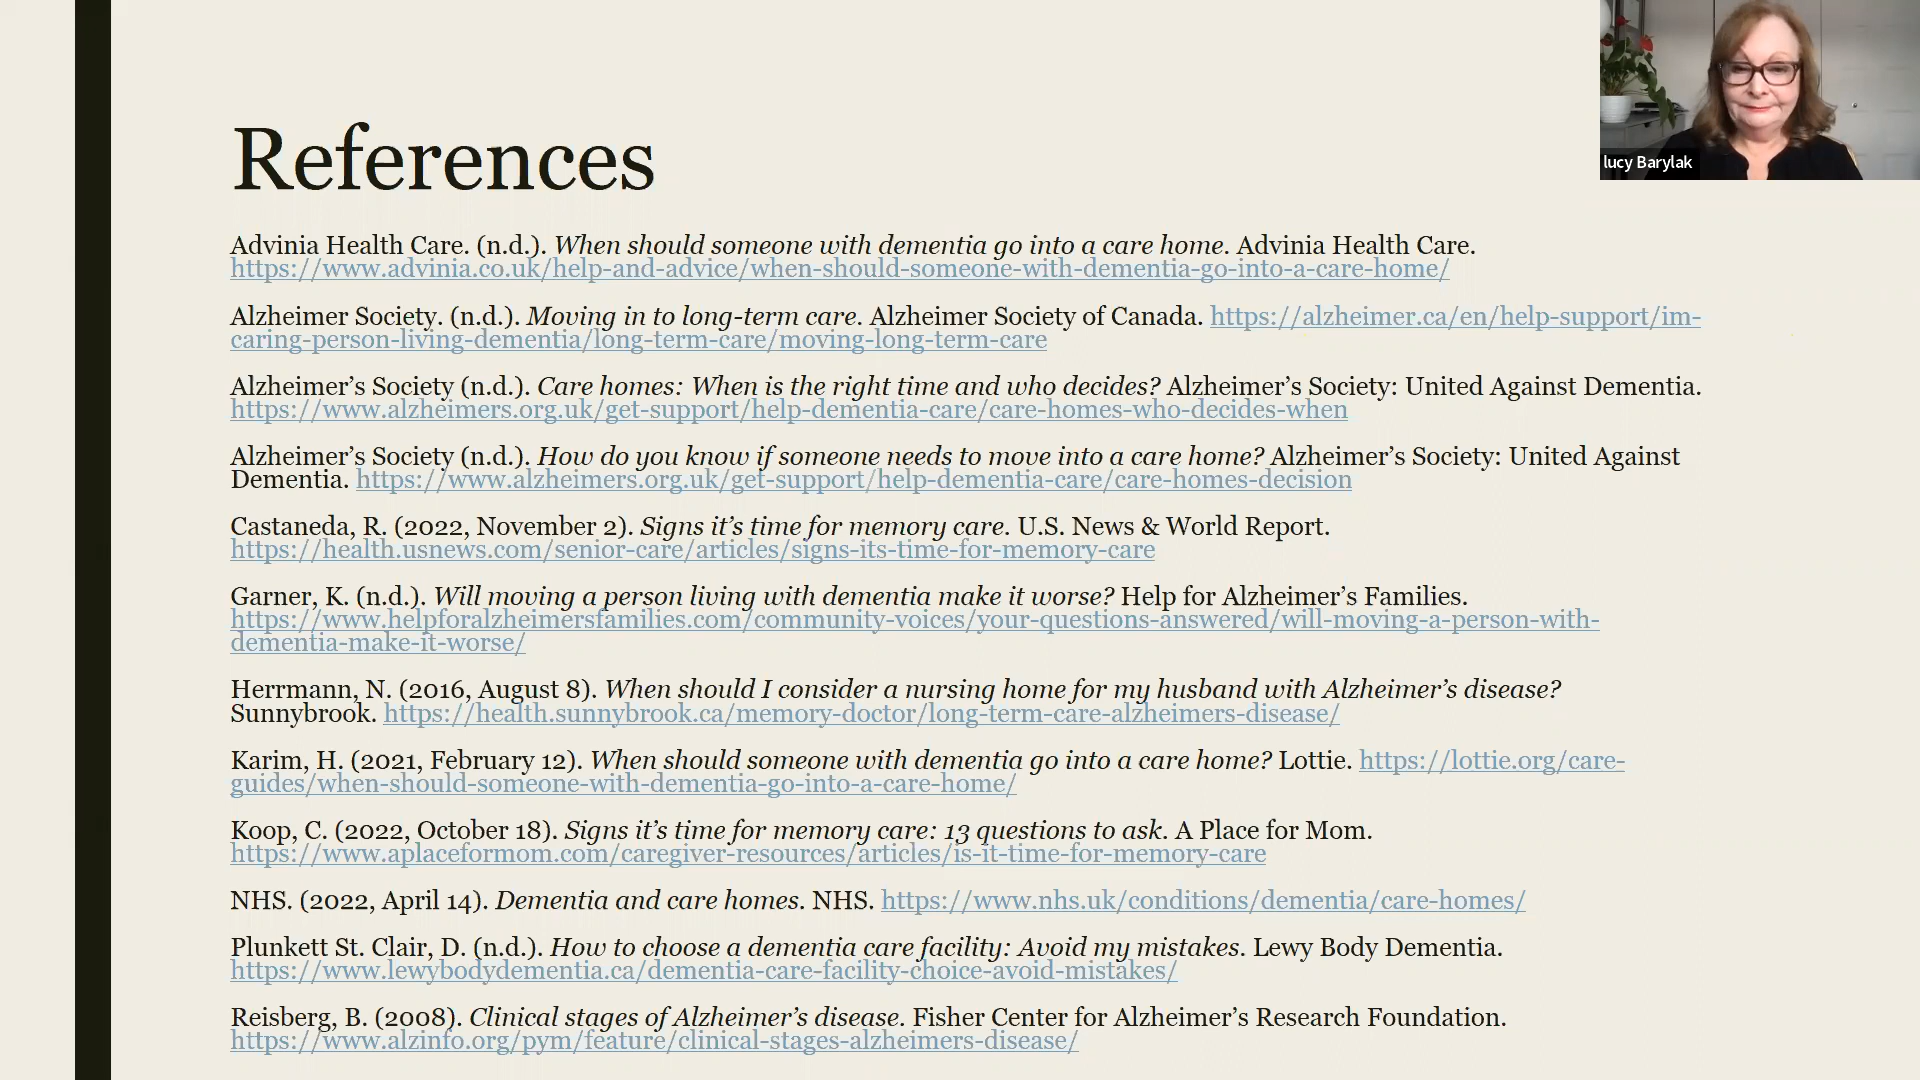 lucy Barylak
References
Advinia Health Care. (n.d.). When should someone with dementia go into a care home. Advinia Health Care.
https://www.advinia.co.uk/help-and-advice/when-should-someone-with-dementia-go-into-a-care-home/
Alzheimer Society. (n.d.). Moving in to long-term care. Alzheimer Society of Canada. https://alzheimer.ca/en/help-support/im-
caring-person-living-dementia/long-term-care/moving-long-term-care
Alzheimer’s Society (n.d.). Care homes: When is the right time and who decides? Alzheimer’s Society: United Against Dementia.
https://www.alzheimers.org.uk/get-support/help-dementia-care/care-homes-who-decides-when
Alzheimer’s Society (n.d.). How do you know if someone needs to move into a care home? Alzheimer’s Society: United Against
Dementia. https://www.alzheimers.org.uk/get-support/help-dementia-care/care-homes-decision
Castaneda, R. (2022, November 2). Signs it’s time for memory care. U.S. News & World Report.
https://health.usnews.com/senior-care/articles/signs-its-time-for-memory-care
Garner, K. (n.d.). Will moving a person living with dementia make it worse? Help for Alzheimer’s Families.
https://www.helpforalzheimersfamilies.com/community-voices/your-questions-answered/will-moving-a-person-with-
dementia-make-it-worse/
Herrmann, N. (2016, August 8). When should I consider a nursing home for my husband with Alzheimer’s disease?
Sunnybrook. https://health.sunnybrook.ca/memory-doctor/long-term-care-alzheimers-disease/
Karim, H. (2021, February 12). When should someone with dementia go into a care home? Lottie. https://lottie.org/care-
guides/when-should-someone-with-dementia-go-into-a-care-home/
Koop, C. (2022, October 18). Signs it’s time for memory care: 13 questions to ask. A Place for Mom.
https://www.aplaceformom.com/caregiver-resources/articles/is-it-time-for-memory-care
NHS. (2022, April 14). Dementia and care homes. NHS. https://www.nhs.uk/conditions/dementia/care-homes/
Plunkett St. Clair, D. (n.d.). How to choose a dementia care facility: Avoid my mistakes. Lewy Body Dementia.
https://www.lewybodydementia.ca/dementia-care-facility-choice-avoid-mistakes/
Reisberg, B. (2008). Clinical stages of Alzheimer’s disease. Fisher Center for Alzheimer’s Research Foundation.
https://www.alzinfo.org/pym/feature/clinical-stages-alzheimers-disease/